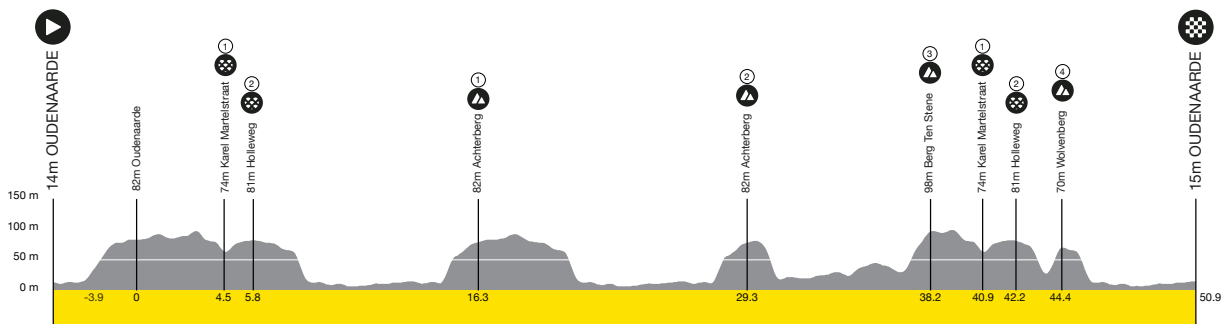 14m OUDENAARDE
82m Oudenaarde
1
74m Karel Martelstraat
2
81m Holleweg
1
82m Achterberg
2
82m Achterberg
3
98m Berg Ten Stene
1
74m Karel Martelstraat
2
81m Holleweg
4
70m Wolvenberg
15m OUDENAARDE
150 m
100 m
50 m
0 m
-3.9
0
4.5
5.8
16.3
29.3
38.2
40.9
42.2
44.4
50.9